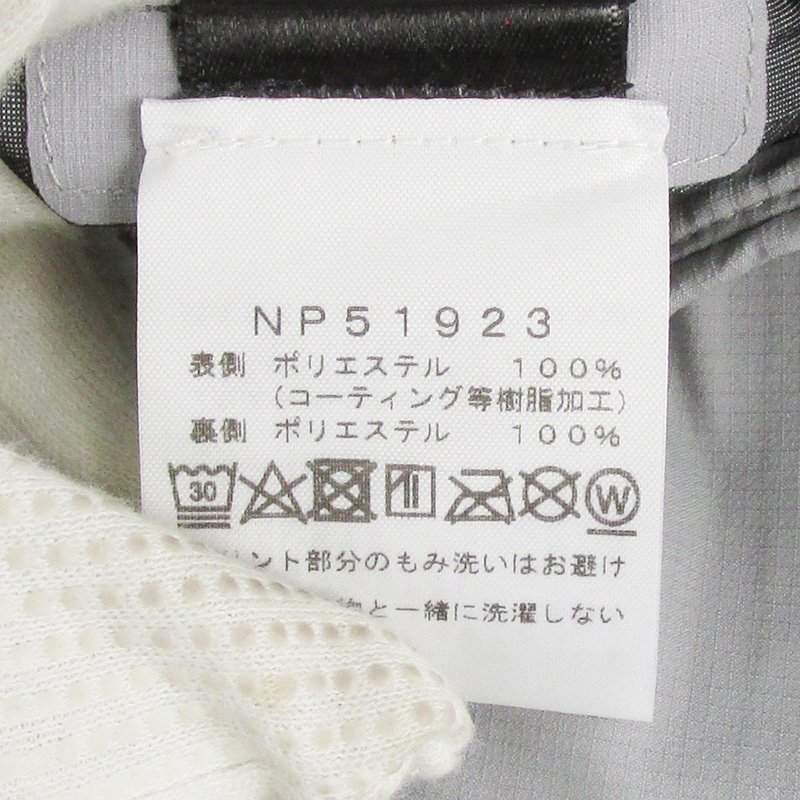 NP51923
表側 ポリエステル 100%
(コーティング等樹脂加工)
裏側 ポリエステル 100%
30 W
リント部分のもみ洗いはお避け
と一緒に洗濯しない